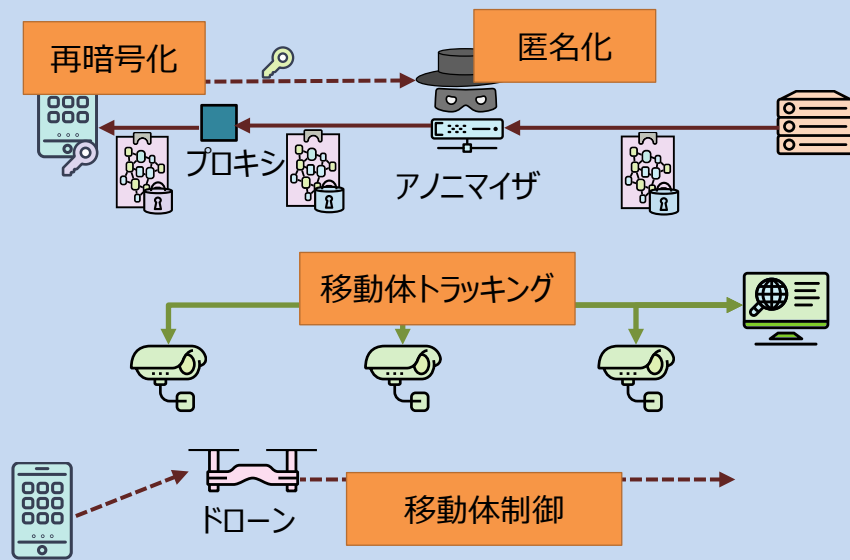 再暗号化
匿名化
プロキシ
アノニマイザ
移動体トラッキング
ドローン
移動体制御